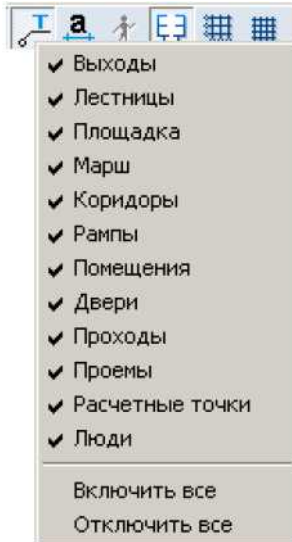 T a
Выходы
Лестницы
Площадка
Марш
Коридоры
Рампы
Помещения
Двери
Проходы
Проемы
Расчетные точки
Люди
Включить все
Отключить все